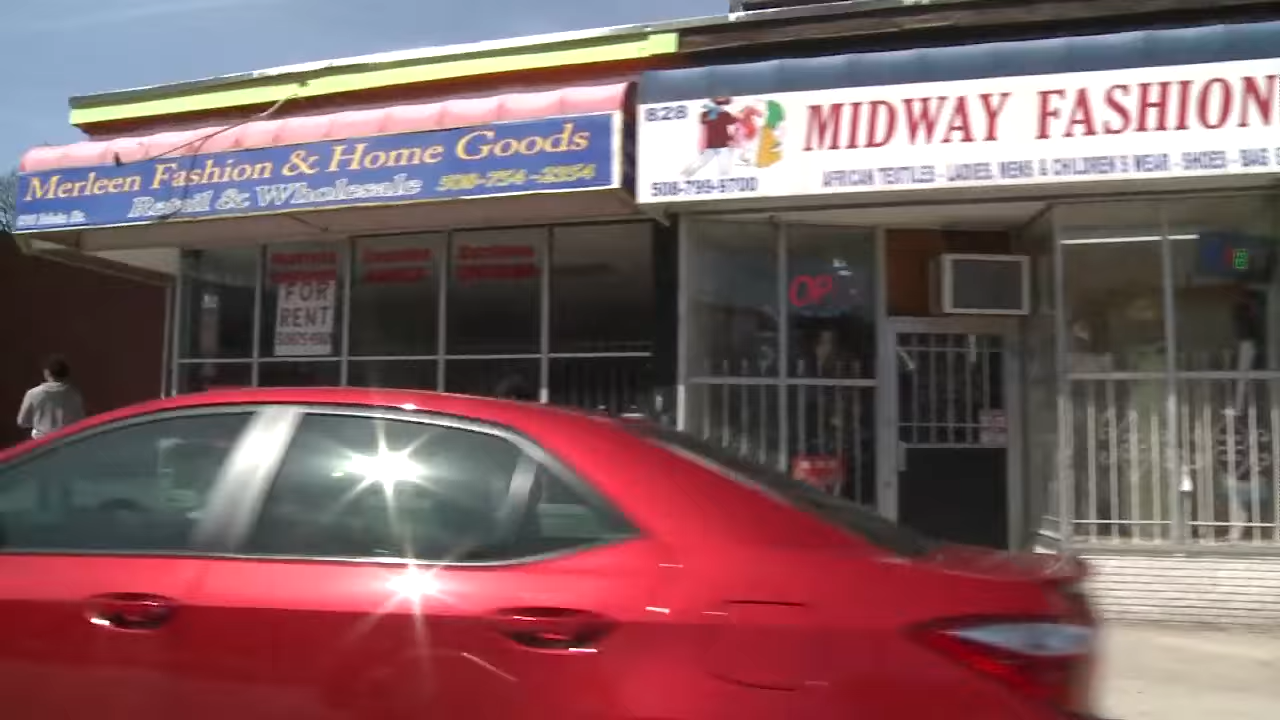 Merleen Fashion & Home Goods
Retail & Wholesale 508-754-2354
828
MIDWAY FASHION
508-799-9700
AFRICAN TEXTILES - LADIES, MENS & CHILDREN'S WEAR - SHOES - BAG
FOR
RENT
OP